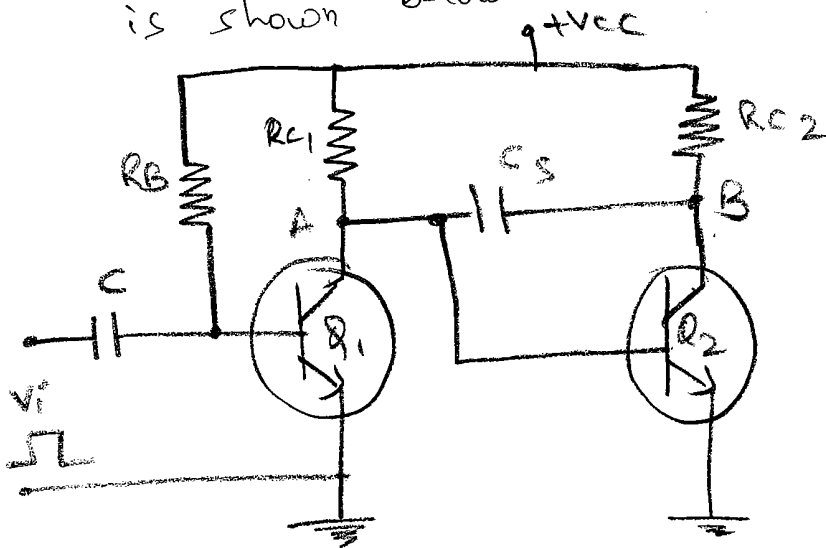 is shown below
+VCC
RC1
RC2
RB
CS
A
B
C
Q1
Q2
Vi